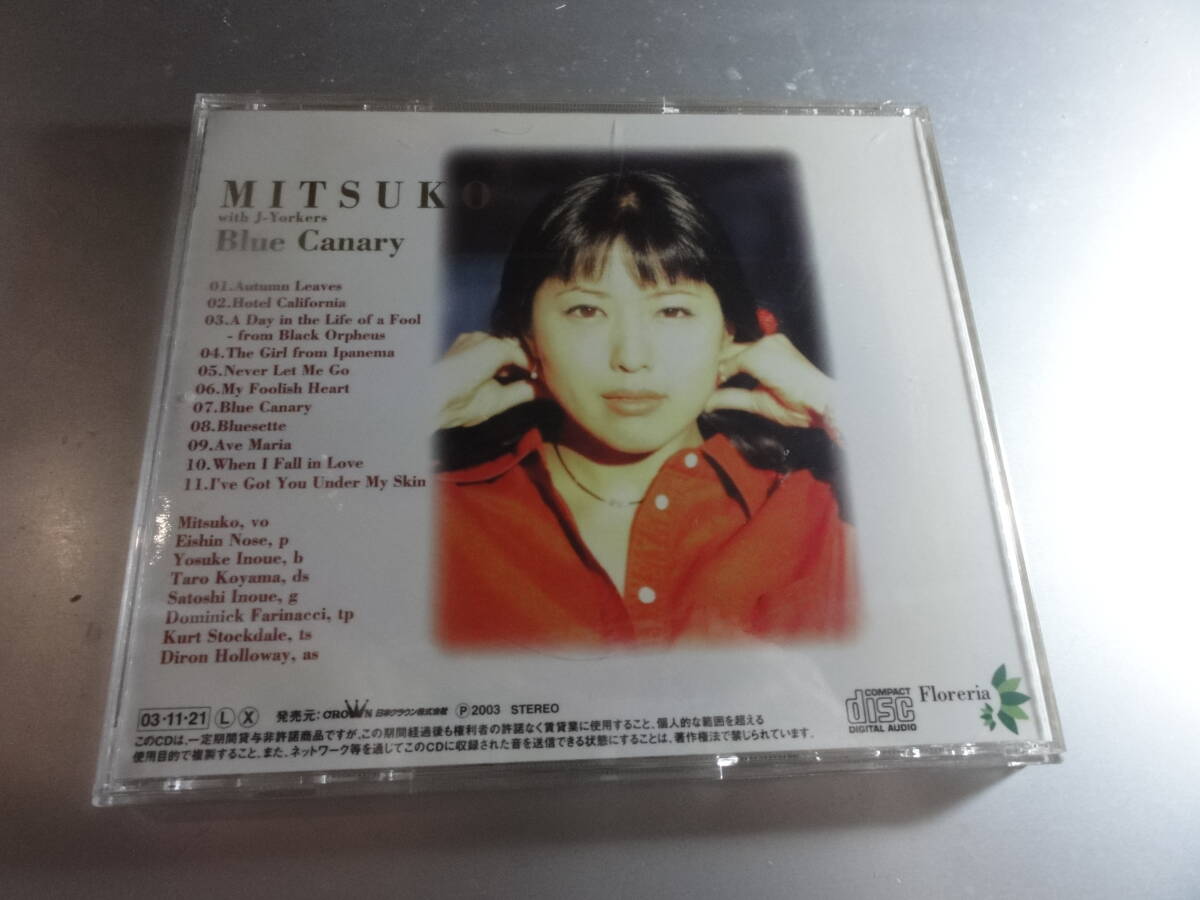 MITSUKO
with J-Yorkers
Blue Canary
01.Autumn Leaves
02.Hotel California
03.A Day in the Life of a Fool
- from Black Orpheus
04.The Girl from Ipanema
05.Never Let Me Go
06.My Foolish Heart
07.Blue Canary
08.Bluesette
09.Ave Maria
10.When I Fall in Love
11.I've Got You Under My Skin
Mitsuko, vo
Eishin Nose, p
Yosuke Inoue, b
Taro Koyama, ds
Satoshi Inoue, g
Dominick Farinacci, tp
Kurt Stockdale, ts
Diron Holloway, as
03·11·21 L X 発売元: CROWN 日本クラウン株式会社 Ⓟ2003 STEREO
このCDは、一定期間貸与非許諾商品ですが、この期間経過後も権利者の許諾なく賃貸業に使用すること、個人的な範囲を超える
使用目的で複製すること、また、ネットワーク等を通じてこのCDに収録された音を送信できる状態にすることは、著作権法で禁じられています。
COMPACT
disc
DIGITAL AUDIO
Floreria